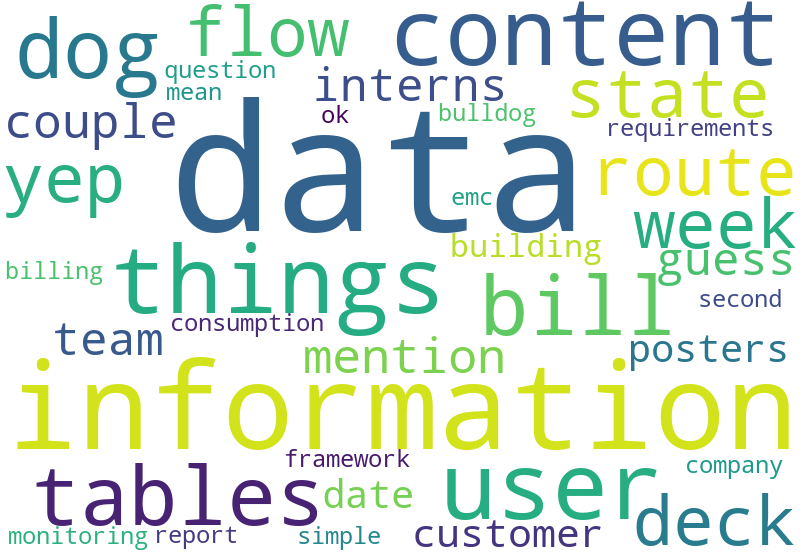 dog
flow
content
question
mean
interns
state
couple
ok
bulldog
requirements
data
yep
route
emc
week
building
guess
billing
things
bill
second
consumption
team
mention
posters
information
framework
company
tables
date
user
deck
monitoring
report
simple
customer